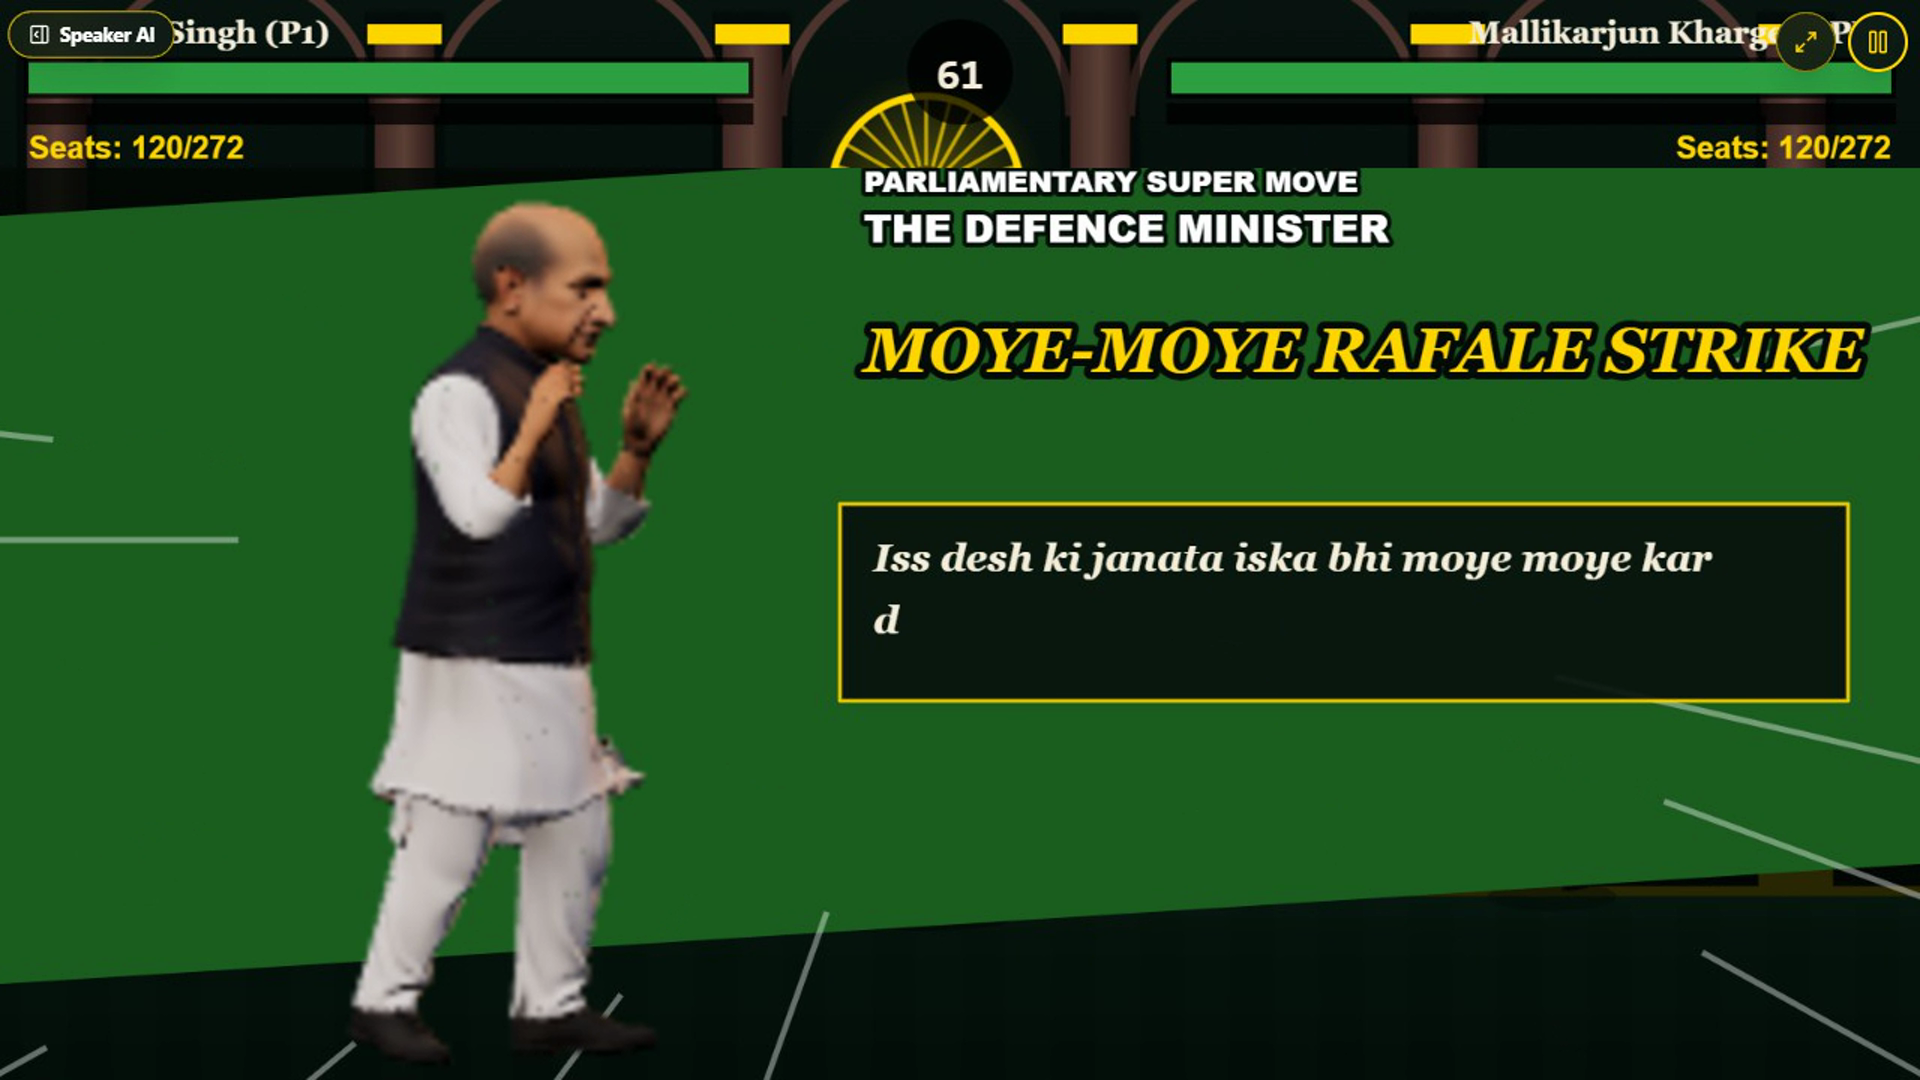 Speaker AI
Singh (P1)
61
Mallikarjun Kharge
Seats: 120/272
Seats: 120/272
PARLIAMENTARY SUPER MOVE
THE DEFENCE MINISTER
MOYE-MOYE RAFALE STRIKE
Iss desh ki janata iska bhi moye moye kar
d